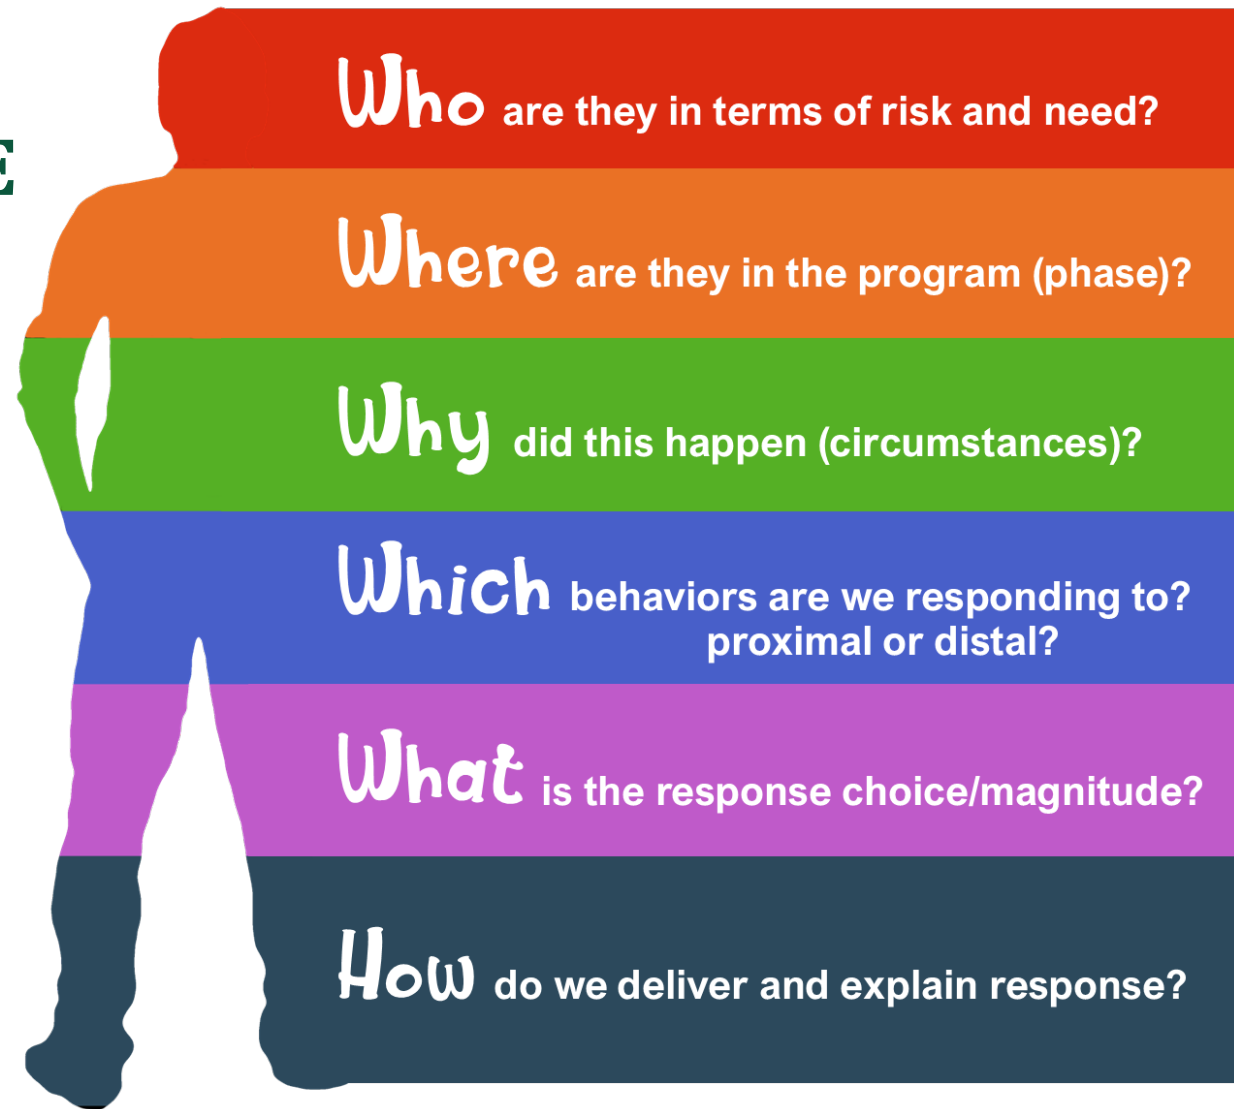 E
Who are they in terms of risk and need?
Where are they in the program (phase)?
Why did this happen (circumstances)?
Which behaviors are we responding to?
proximal or distal?
What is the response choice/magnitude?
How do we deliver and explain response?